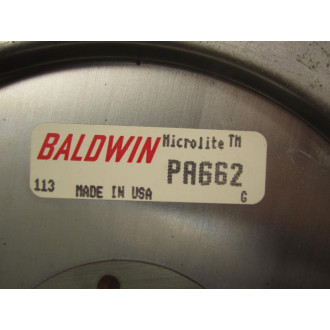 BALDWIN Microlite TM
PA662
113 MADE IN USA G